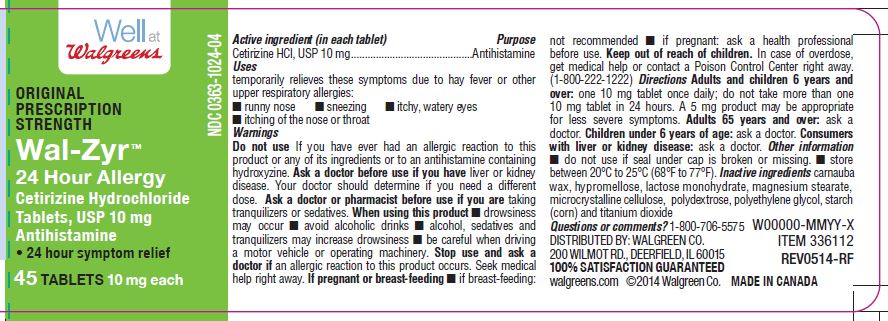 Well at
Walgreens
ORIGINAL
PRESCRIPTION
STRENGTH
Wal-Zyr™
24 Hour Allergy
Cetirizine Hydrochloride
Tablets, USP 10 mg
Antihistamine
• 24 hour symptom relief
45 TABLETS 10 mg each
NDC 0363-1024-04
Active ingredient (in each tablet) Purpose
Cetirizine HCl, USP 10 mg............................................Antihistamine
Uses
temporarily relieves these symptoms due to hay fever or other
upper respiratory allergies:
■ runny nose ■ sneezing ■ itchy, watery eyes
■ itching of the nose or throat
Warnings
Do not use If you have ever had an allergic reaction to this
product or any of its ingredients or to an antihistamine containing
hydroxyzine. Ask a doctor before use if you have liver or kidney
disease. Your doctor should determine if you need a different
dose. Ask a doctor or pharmacist before use if you are taking
tranquilizers or sedatives. When using this product ■ drowsiness
may occur ■ avoid alcoholic drinks ■ alcohol, sedatives and
tranquilizers may increase drowsiness ■ be careful when driving
a motor vehicle or operating machinery. Stop use and ask a
doctor if an allergic reaction to this product occurs. Seek medical
help right away. If pregnant or breast-feeding ■ if breast-feeding:
not recommended ■ if pregnant: ask a health professional
before use. Keep out of reach of children. In case of overdose,
get medical help or contact a Poison Control Center right away.
(1-800-222-1222) Directions Adults and children 6 years and
over: one 10 mg tablet once daily; do not take more than one
10 mg tablet in 24 hours. A 5 mg product may be appropriate
for less severe symptoms. Adults 65 years and over: ask a
doctor. Children under 6 years of age: ask a doctor. Consumers
with liver or kidney disease: ask a doctor. Other information
■ do not use if seal under cap is broken or missing. ■ store
between 20°C to 25°C (68°F to 77°F). Inactive ingredients carnauba
wax, hypromellose, lactose monohydrate, magnesium stearate,
microcrystalline cellulose, polydextrose, polyethylene glycol, starch
(corn) and titanium dioxide
Questions or comments? 1-800-706-5575
DISTRIBUTED BY: WALGREEN CO.
200 WILMOT RD., DEERFIELD, IL 60015
100% SATISFACTION GUARANTEED
walgreens.com ©2014 Walgreen Co. MADE IN CANADA
W00000-MMYY-X
ITEM 336112
REV0514-RF